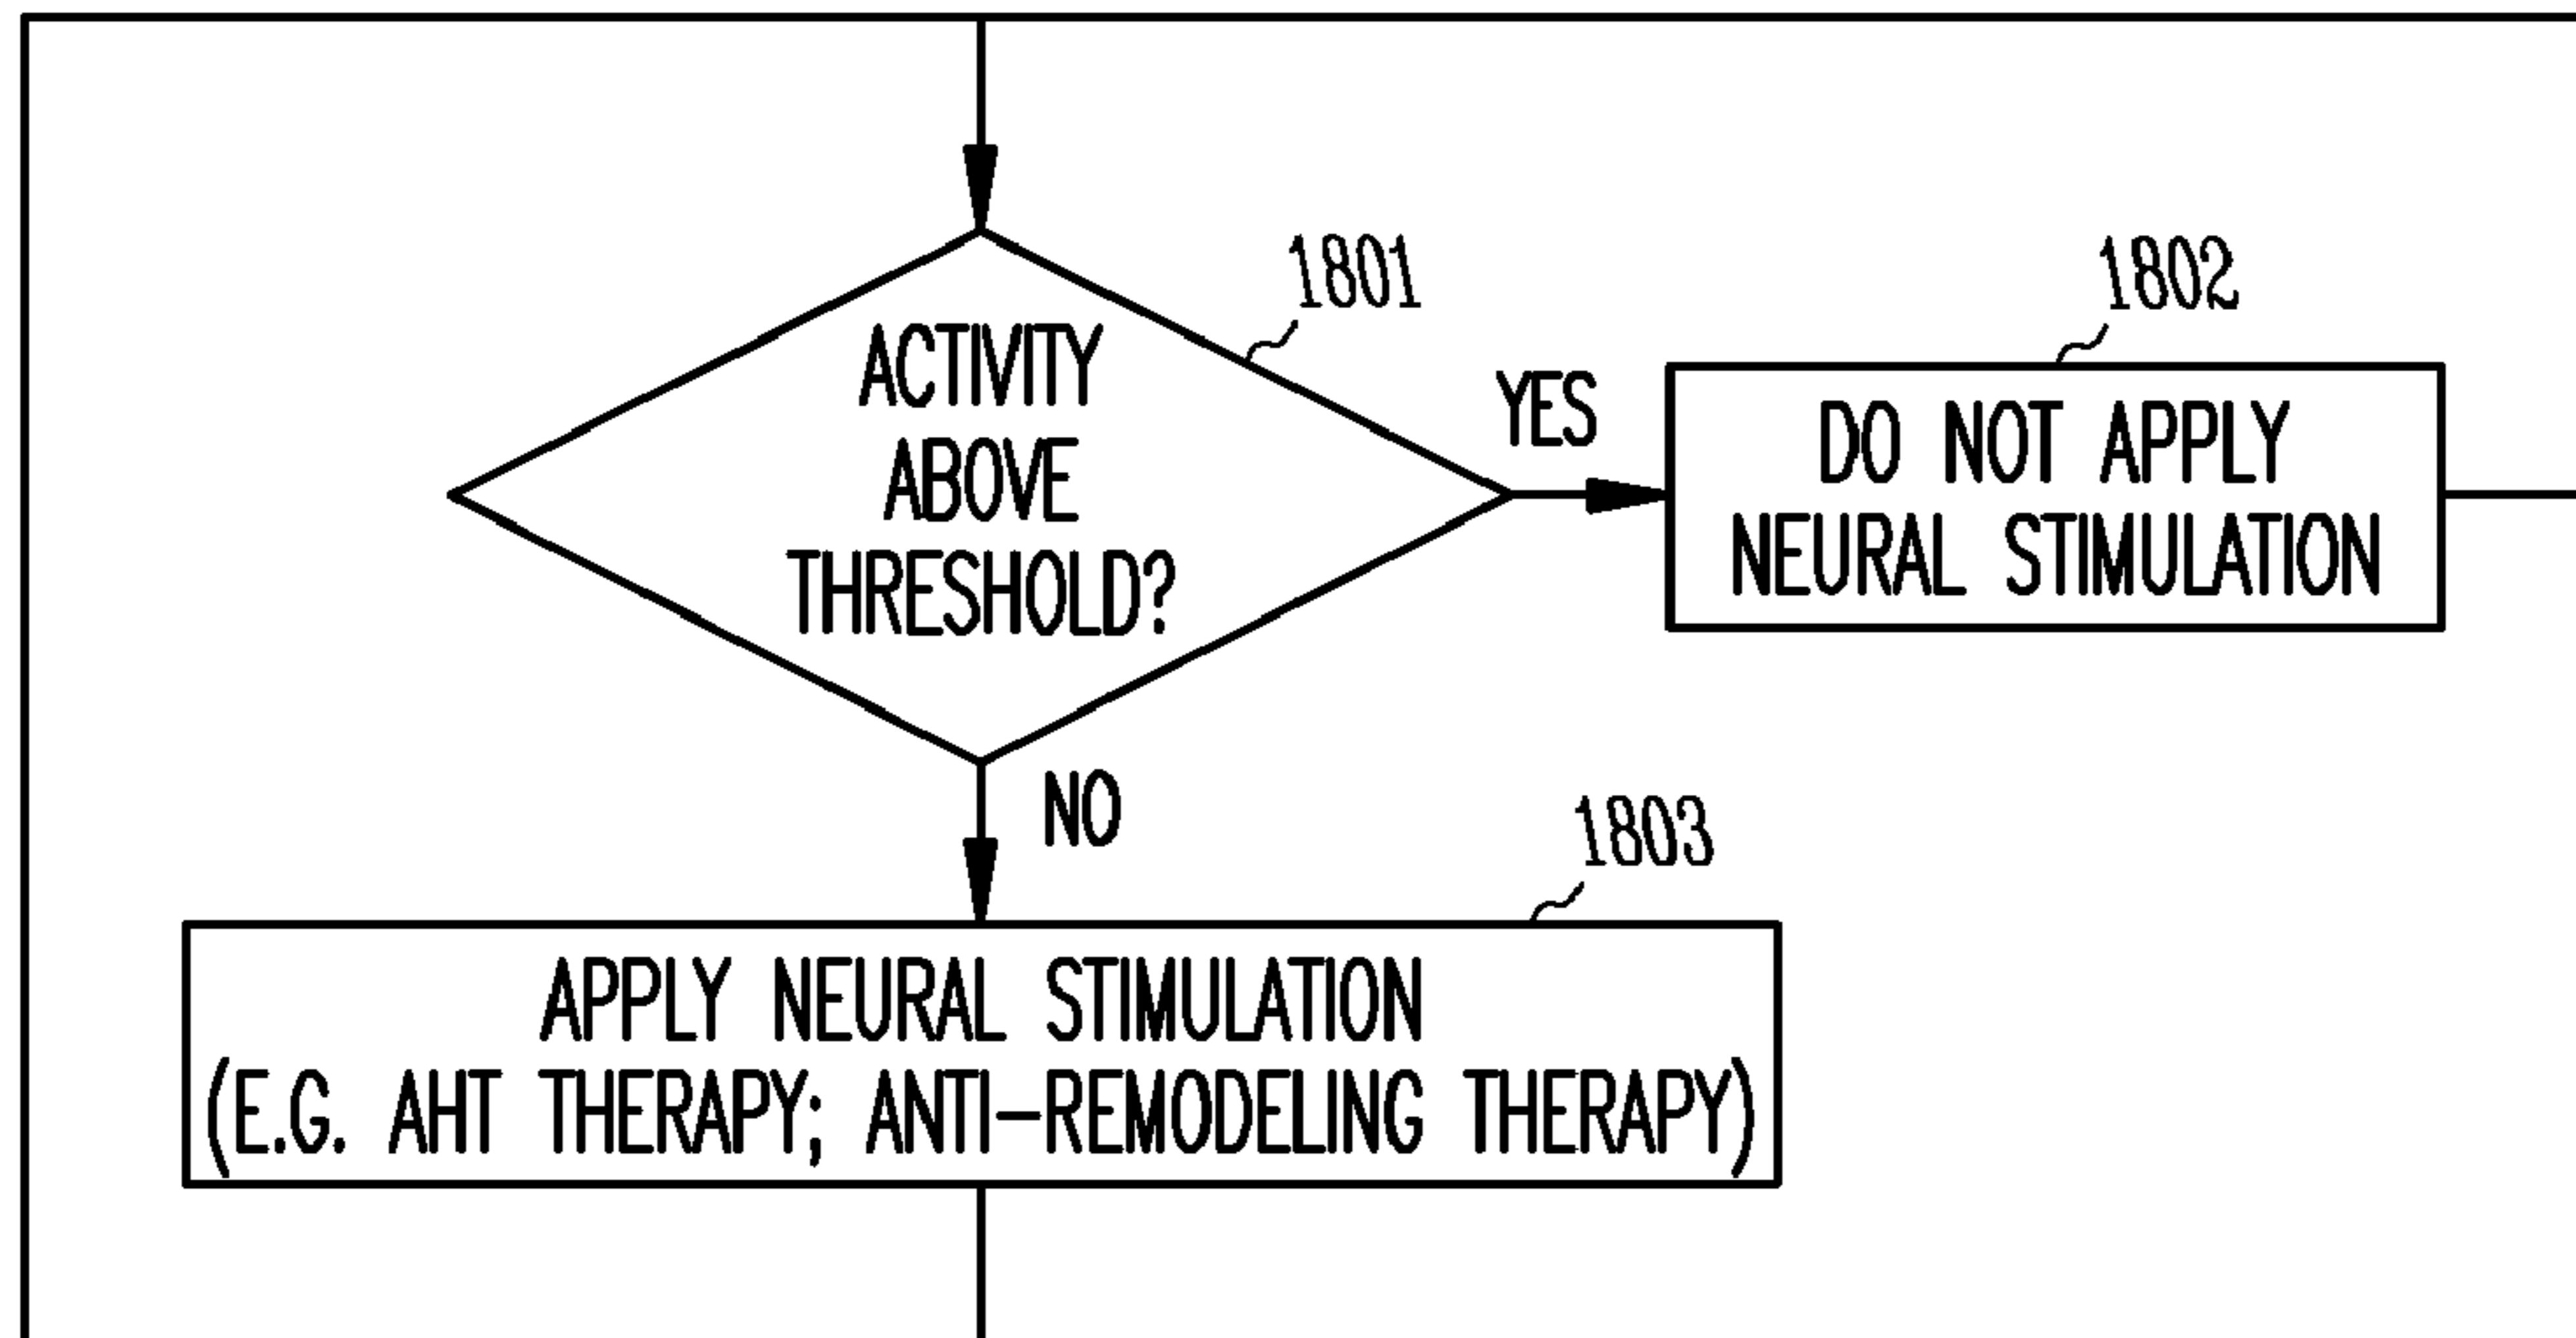 1801
ACTIVITY
ABOVE
THRESHOLD?
YES
1802
DO NOT APPLY
NEURAL STIMULATION
NO
1803
APPLY NEURAL STIMULATION
(E.G. AHT THERAPY; ANTI-REMODELING THERAPY)